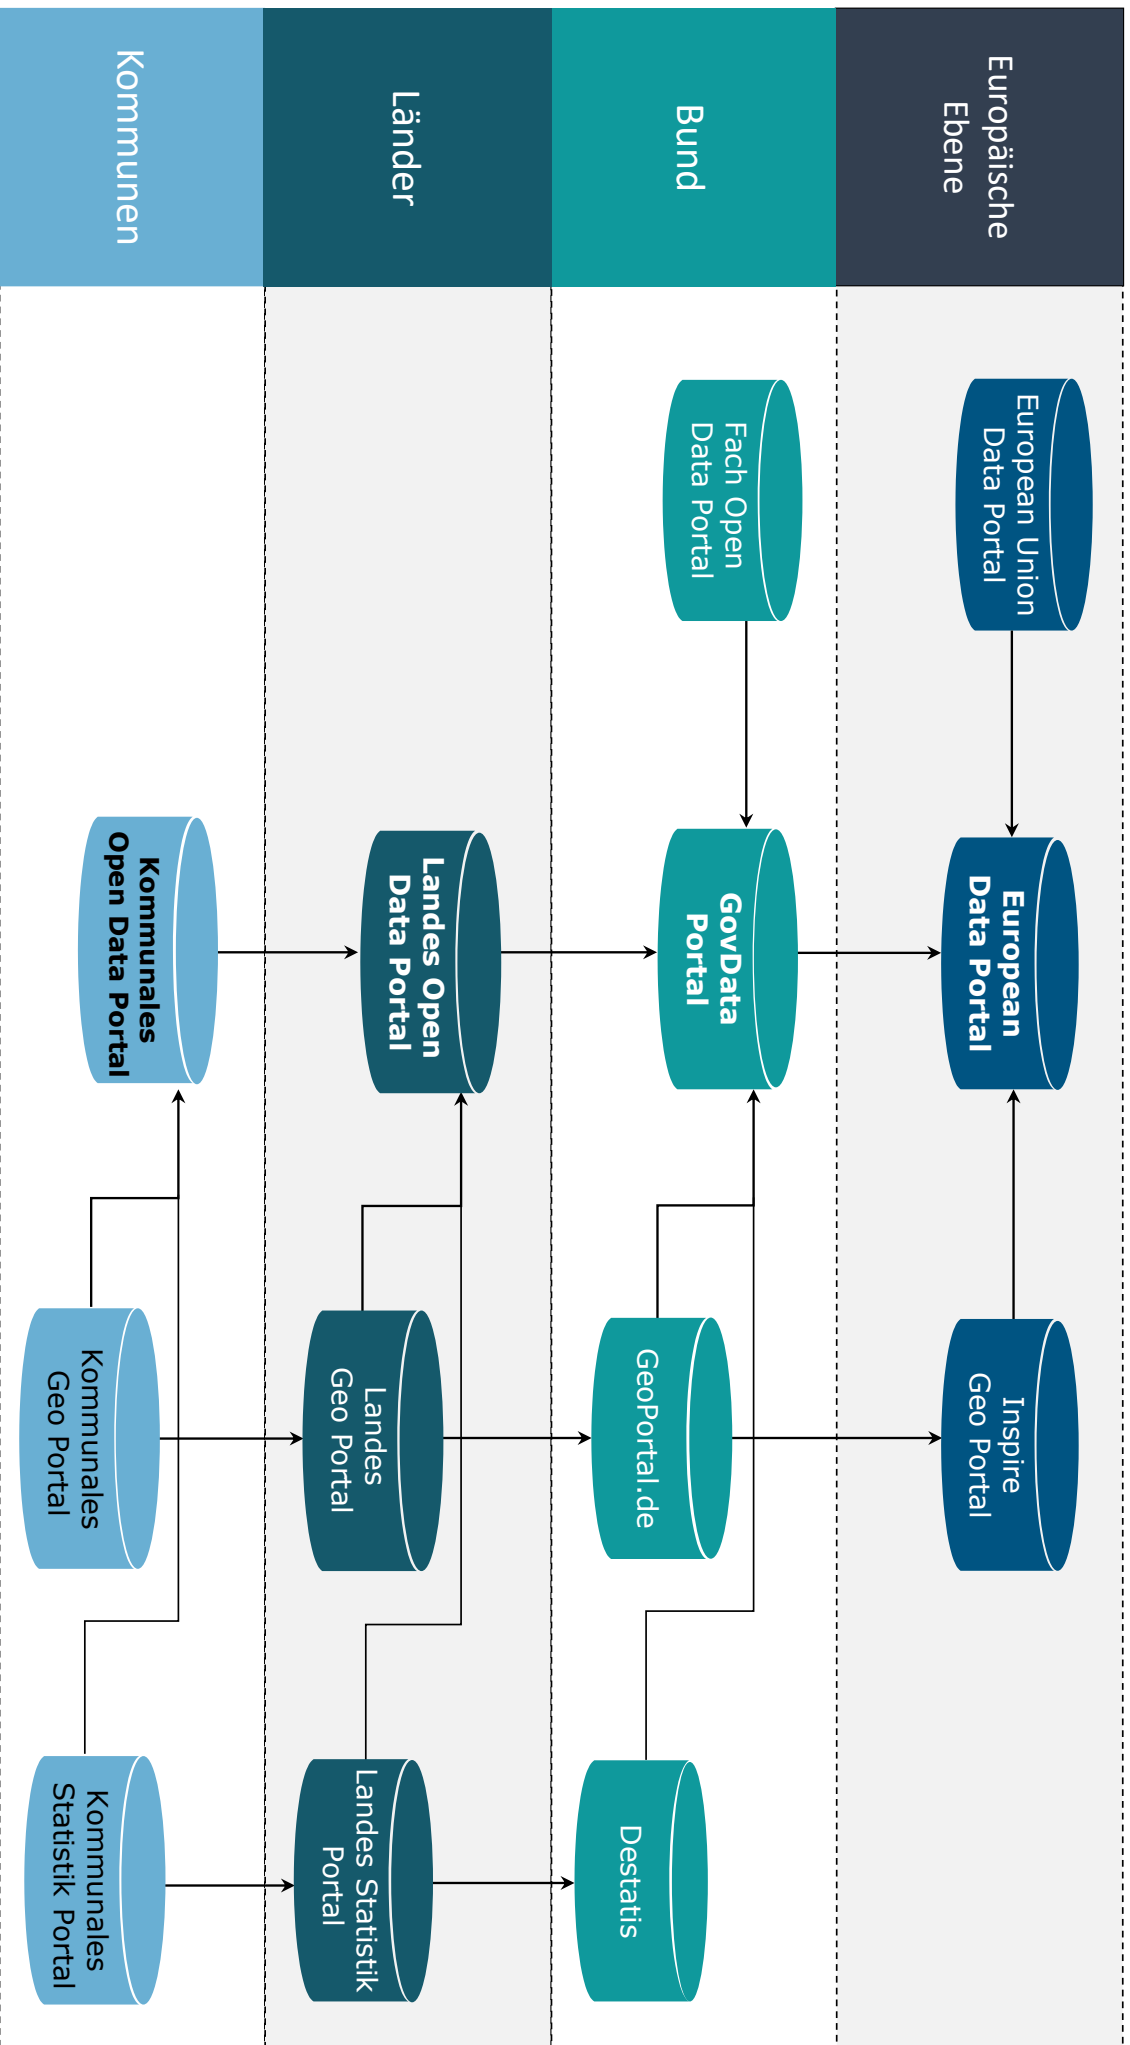 Europäische
Ebene
European Union
Data Portal
European
Data Portal
Inspire
Geo Portal
Bund
Fach Open
Data Portal
GovData
Portal
GeoPortal.de
Destatis
Länder
Landes Open
Data Portal
Landes
Geo Portal
Landes Statistik
Portal
Kommunen
Kommunales
Open Data Portal
Kommunales
Geo Portal
Kommunales
Statistik Portal